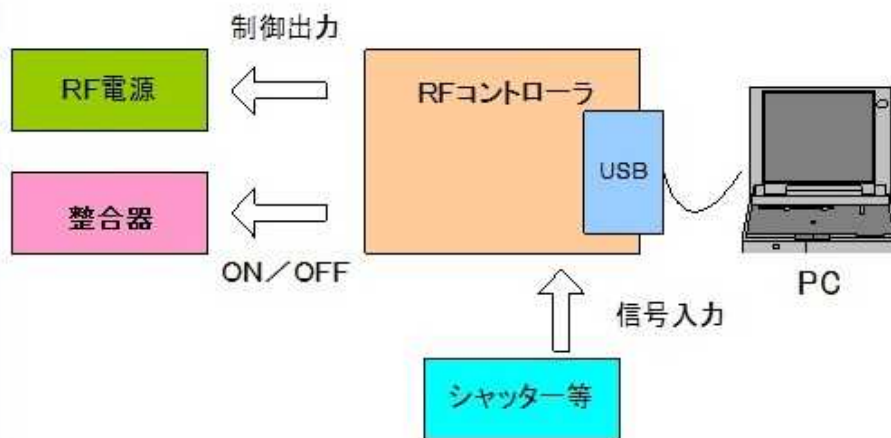 制御出力
RF電源
RFコントローラ
USB
整合器
ON／OFF
PC
信号入力
シャッター等